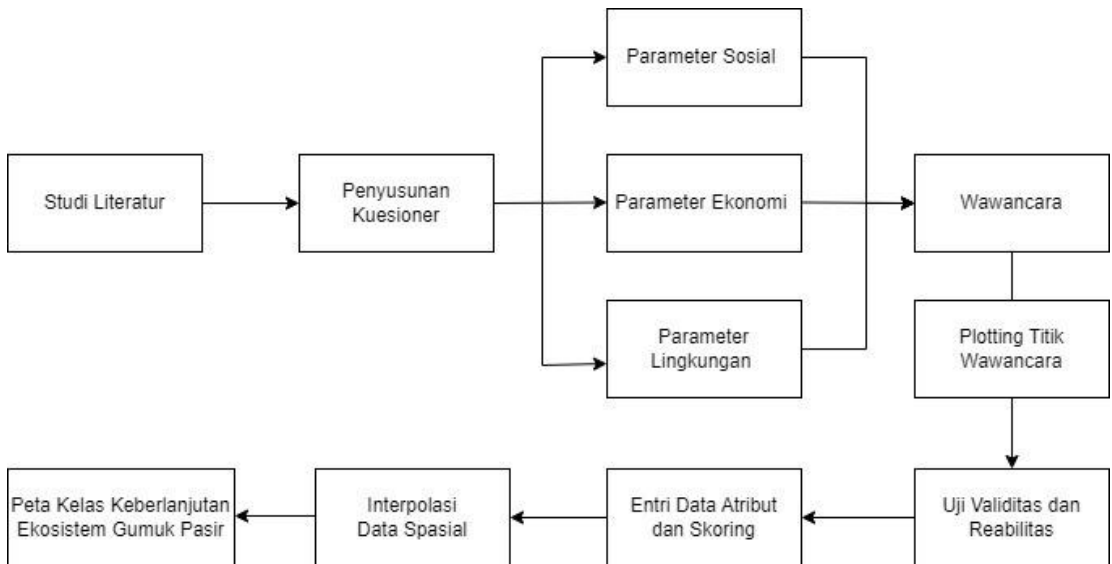 Parameter Sosial
Studi Literatur
Penyusunan
Kuesioner
Parameter Ekonomi
Wawancara
Parameter
Lingkungan
Plotting Titik
Wawancara
Peta Kelas Keberlanjutan
Ekosistem Gumuk Pasir
Interpolasi
Data Spasial
Entri Data Atribut
dan Skoring
Uji Validitas dan
Reabilitas